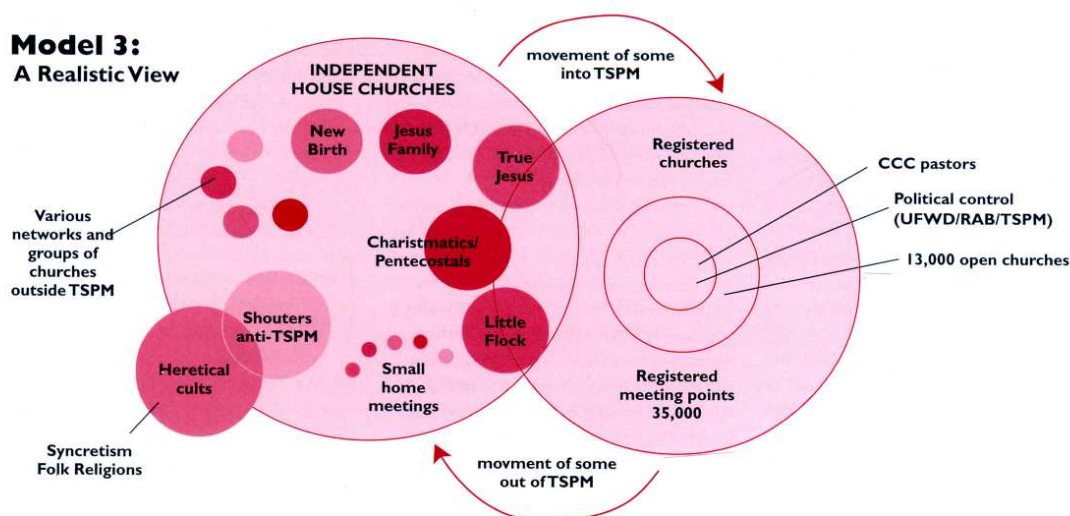 Model 3:
A Realistic View
INDEPENDENT
HOUSE CHURCHES
movement of some
into TSPM
New
Birth
Jesus
Family
True
Jesus
Registered
churches
CCC pastors
Political control
(UFWD/RAB/TSPM)
13,000 open churches
Various
networks and
groups of
churches
outside TSPM
Charistmatics/
Pentecostals
Shouters
anti-TSPM
Little
Flock
Heretical
cults
Small
home
meetings
Registered
meeting points
35,000
Syncretism
Folk Religions
movment of some
out of TSPM